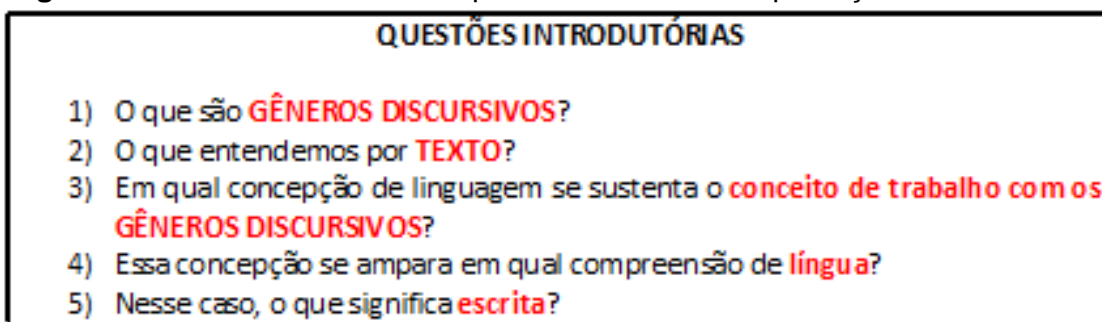 QUESTÕES INTRODUTÓRIAS
1) O que são GÊNEROS DISCURSIVOS?
2) O que entendemos por TEXTO?
3) Em qual concepção de linguagem se sustenta o conceito de trabalho com os
GÊNEROS DISCURSIVOS?
4) Essa concepção se ampara em qual compreensão de língua?
5) Nesse caso, o que significa escrita?